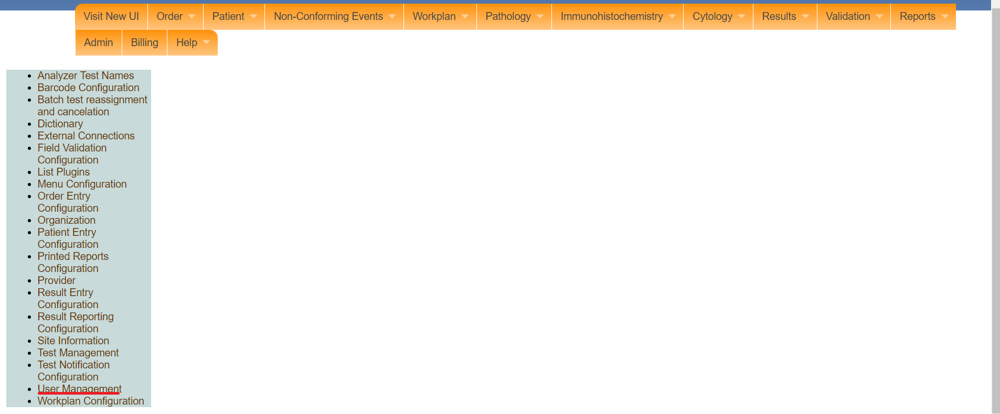 Visit New UI Order Patient Non-Conforming Events Workplan Pathology Immunohistochemistry Cytology Results Validation Reports
Admin Billing Help
Analyzer Test Names
Barcode Configuration
Batch test reassignment
and cancelation
Dictionary
External Connections
Field Validation
Configuration
List Plugins
Menu Configuration
Order Entry
Configuration
Organization
Patient Entry
Configuration
Printed Reports
Configuration
Provider
Result Entry
Configuration
Result Reporting
Configuration
Site Information
Test Management
Test Notification
Configuration
User Management
Workplan Configuration